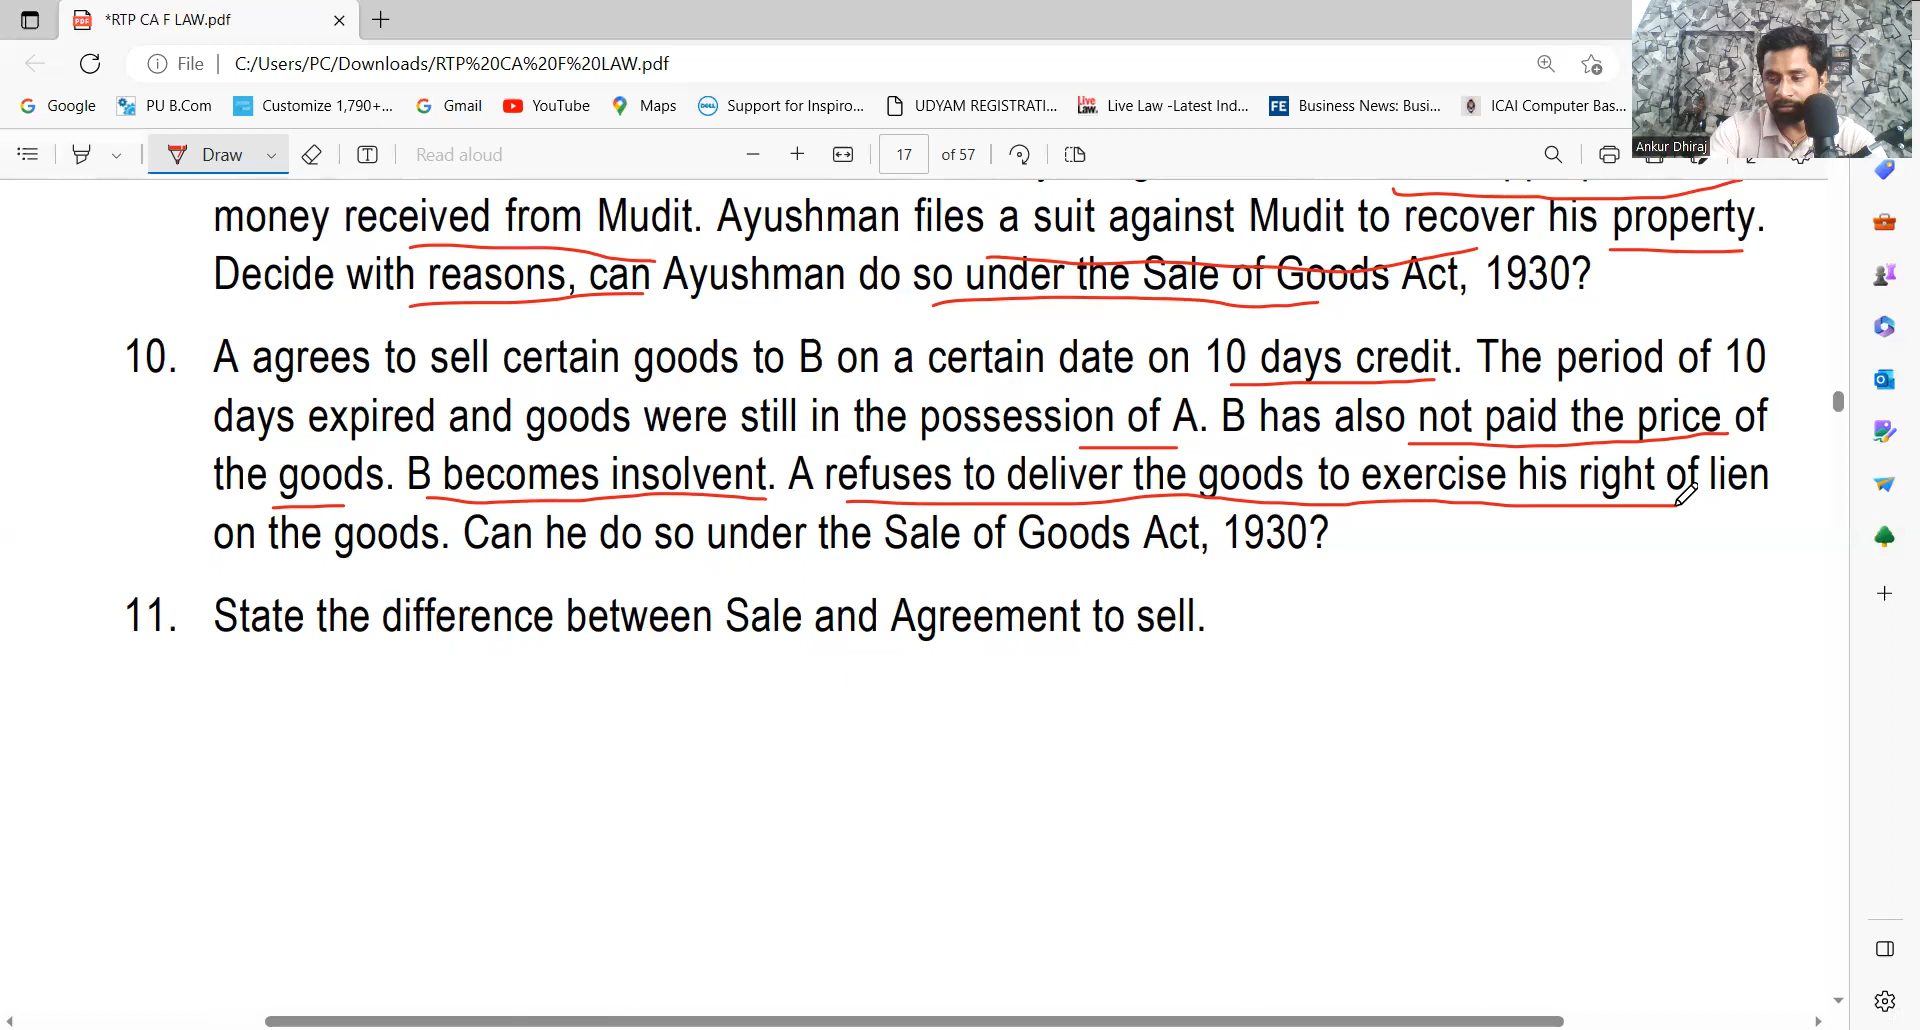 *RTP CA F LAW.pdf
File
C:/Users/PC/Downloads/RTP%20CA%20F%20LAW.pdf
Google
PU B.Com
Customize 1,790+...
Gmail
YouTube
Maps
Support for Inspiro...
UDYAM REGISTRATI...
Live Law -Latest Ind...
Business News: Busi...
ICAI Computer Bas...
Draw
Read aloud
17 of 57
Ankur Dhiraj
money received from Mudit. Ayushman files a suit against Mudit to recover his property.
Decide with reasons, can Ayushman do so under the Sale of Goods Act, 1930?
10. A agrees to sell certain goods to B on a certain date on 10 days credit. The period of 10
days expired and goods were still in the possession of A. B has also not paid the price of
the goods. B becomes insolvent. A refuses to deliver the goods to exercise his right of lien
on the goods. Can he do so under the Sale of Goods Act, 1930?
11. State the difference between Sale and Agreement to sell.